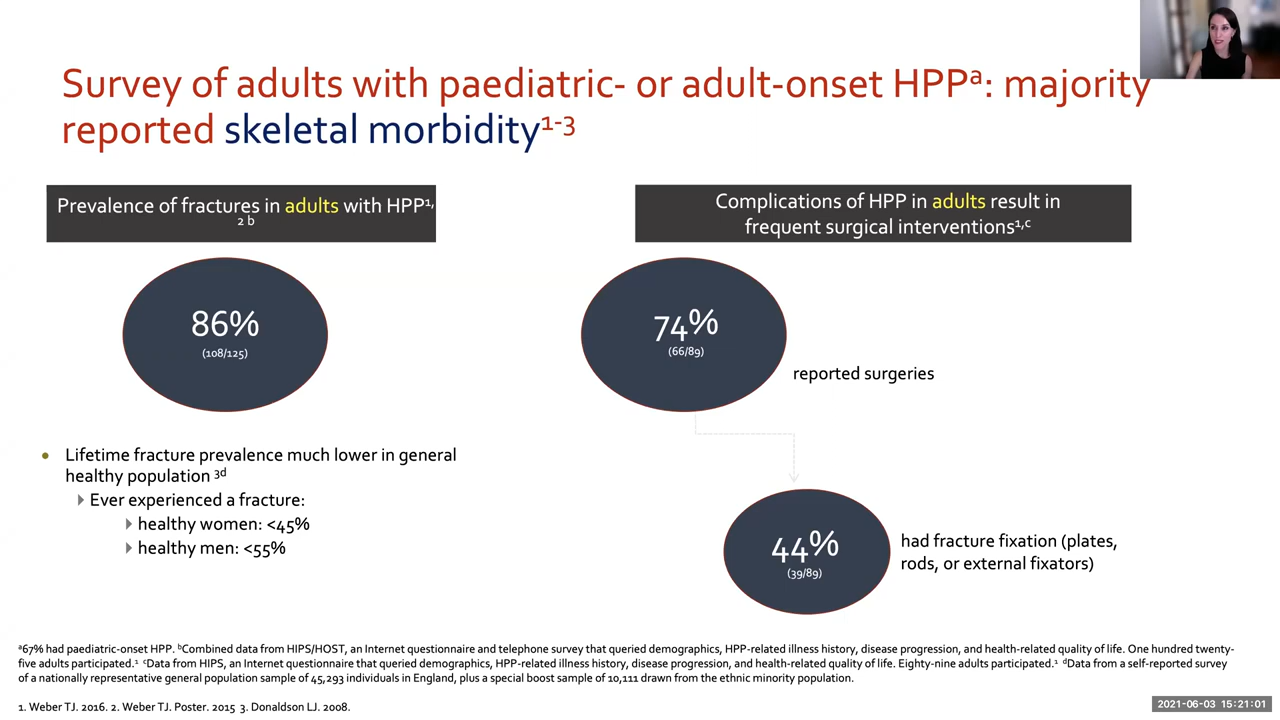 Survey of adults with paediatric- or adult-onset HPPᵃ: majority
reported skeletal morbidity¹⁻³
Prevalence of fractures in adults with HPP¹,
² ᵇ
Complications of HPP in adults result in
frequent surgical interventions¹,ᶜ
86%
(108/125)
74%
(66/89)
reported surgeries
• Lifetime fracture prevalence much lower in general
healthy population ³ᵈ
Ever experienced a fracture:
healthy women: <45%
healthy men: <55%
44%
(39/89)
had fracture fixation (plates,
rods, or external fixators)
ᵃ67% had paediatric-onset HPP. ᵇCombined data from HIPS/HOST, an Internet questionnaire and telephone survey that queried demographics, HPP-related illness history, disease progression, and health-related quality of life. One hundred twenty-
five adults participated.¹ ᶜData from HIPS, an Internet questionnaire that queried demographics, HPP-related illness history, disease progression, and health-related quality of life. Eighty-nine adults participated.¹ ᵈData from a self-reported survey
of a nationally representative general population sample of 45,293 individuals in England, plus a special boost sample of 10,111 drawn from the ethnic minority population.
1. Weber TJ. 2016. 2. Weber TJ. Poster. 2015 3. Donaldson LJ. 2008.
2021-06-03 15:21:01